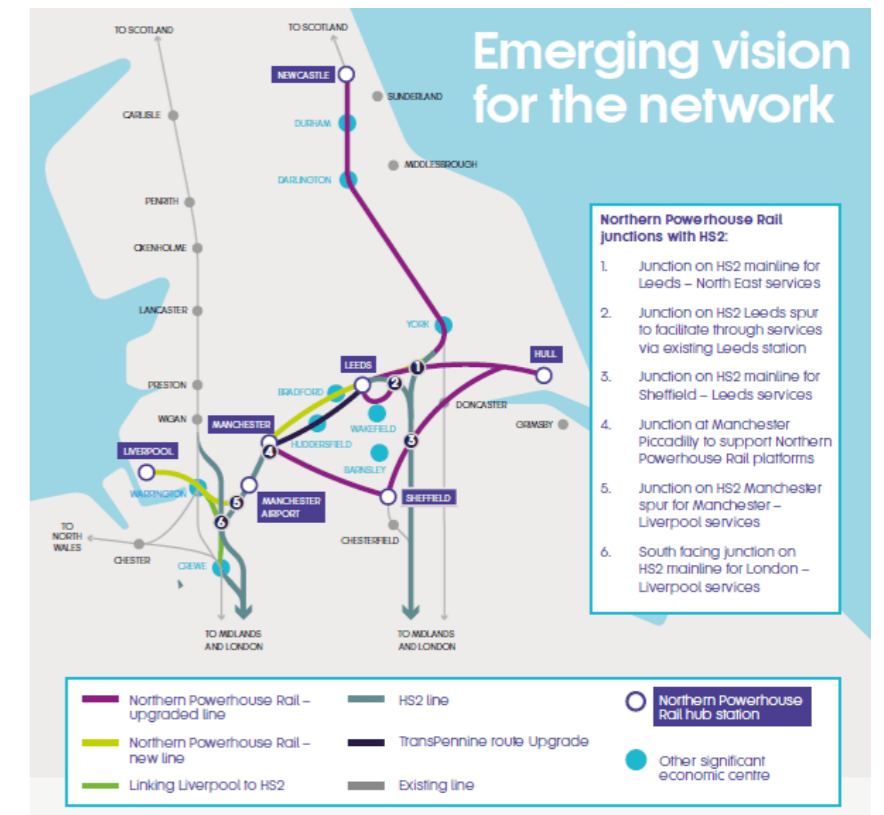 Emerging vision
for the network
TO SCOTLAND
TO SCOTLAND
NEWCASTLE
SUNDERLAND
CARLISLE
DURHAM
MIDDLESBROUGH
DARLINGTON
PENRITH
OXENHOLME
LANCASTER
YORK
HULL
LEEDS
PRESTON
BRADFORD
DONCASTER
WIGAN
MANCHESTER
GRIMSBY
WAKEFIELD
HUDDERSFIELD
LIVERPOOL
BARNSLEY
WARRINGTON
MANCHESTER
AIRPORT
SHEFFIELD
TO
NORTH
WALES
CHESTER
CHESTERFIELD
CREWE
TO MIDLANDS
AND LONDON
TO MIDLANDS
AND LONDON
1
2
3
4
5
6
Northern Powerhouse Rail
junctions with HS2:
1. Junction on HS2 mainline for
Leeds – North East services
2. Junction on HS2 Leeds spur
to facilitate through services
via existing Leeds station
3. Junction on HS2 mainline for
Sheffield – Leeds services
4. Junction at Manchester
Piccadilly to support Northern
Powerhouse Rail platforms
5. Junction on HS2 Manchester
spur for Manchester –
Liverpool services
6. South facing junction on
HS2 mainline for London –
Liverpool services
Northern Powerhouse Rail –
upgraded line
Northern Powerhouse Rail –
new line
Linking Liverpool to HS2
HS2 line
TransPennine route Upgrade
Existing line
Northern Powerhouse
Rail hub station
Other significant
economic centre